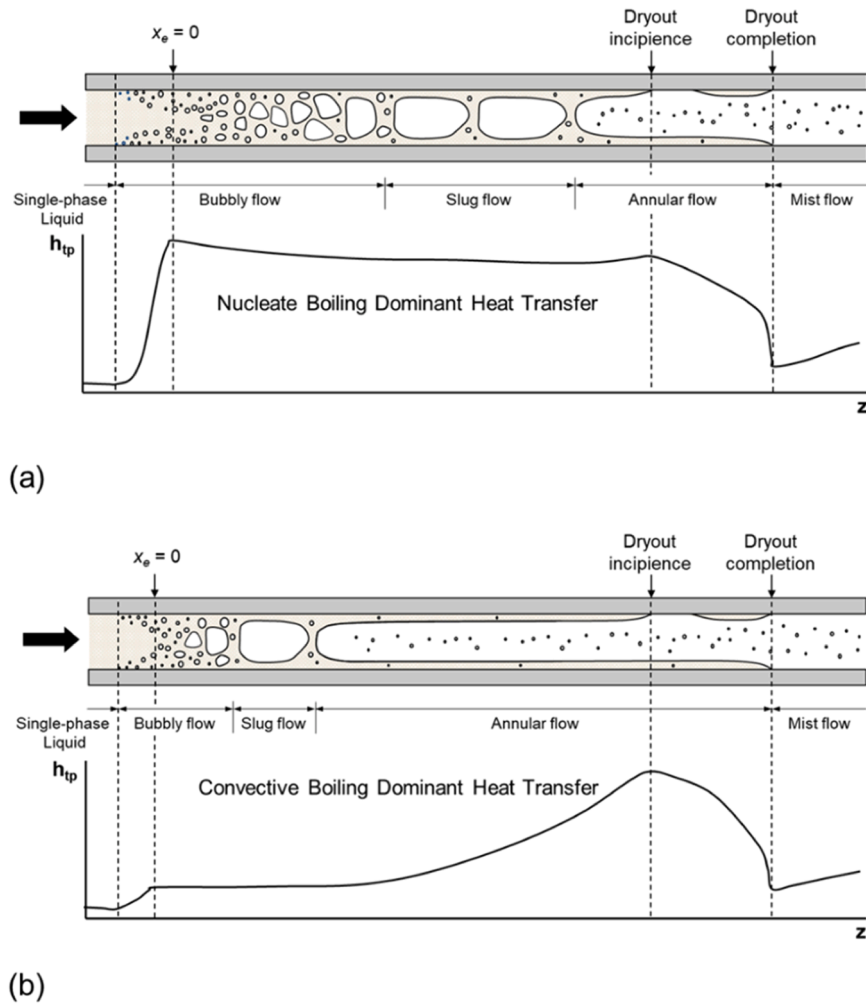 Dryout
incipience
Dryout
completion
xₑ = 0
Single-phase
Liquid
Bubbly flow
Slug flow
Annular flow
Mist flow
hₜₚ
Nucleate Boiling Dominant Heat Transfer
z
(a)
Dryout
incipience
Dryout
completion
xₑ = 0
Single-phase
Liquid
Bubbly flow
Slug flow
Annular flow
Mist flow
hₜₚ
Convective Boiling Dominant Heat Transfer
z
(b)